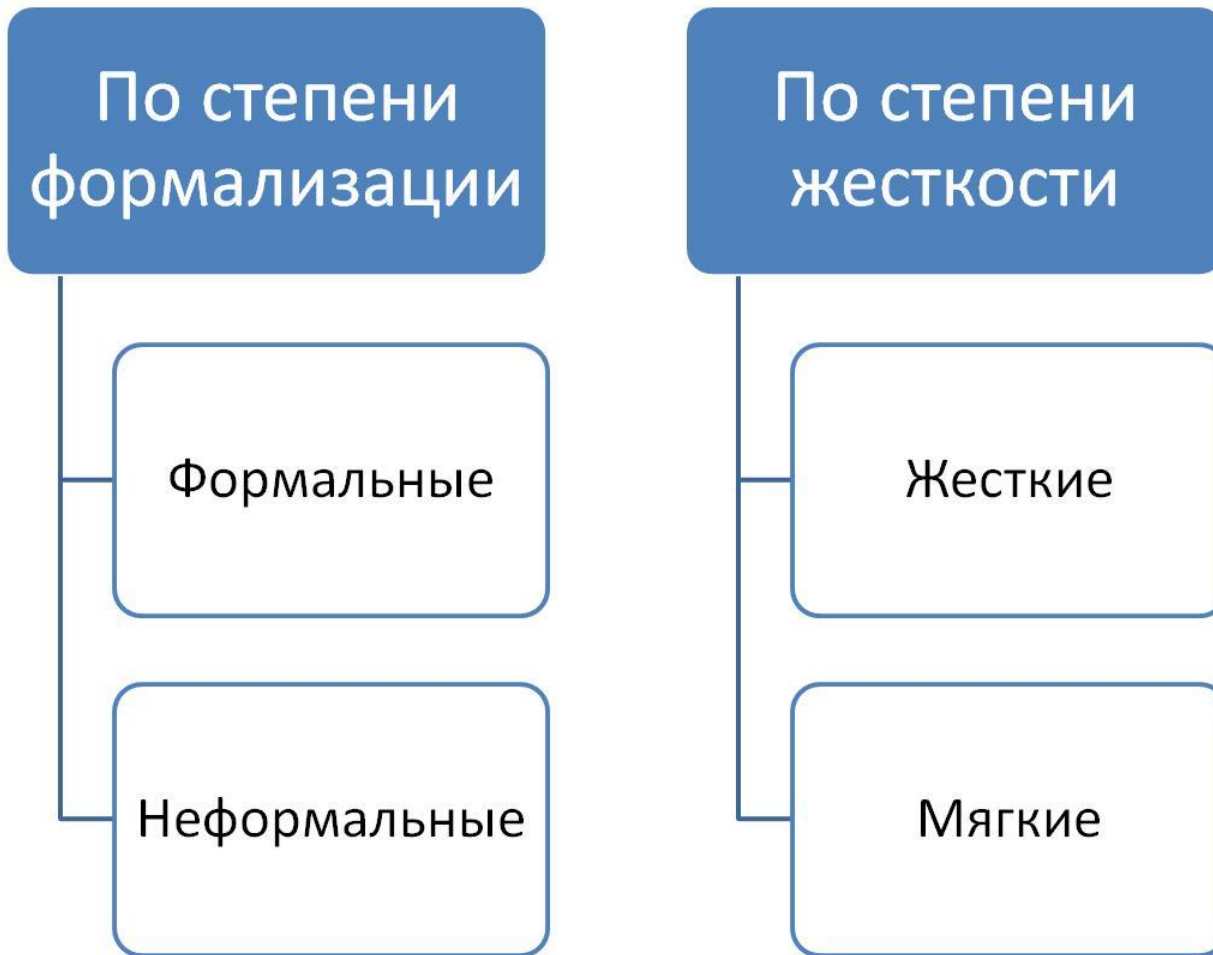 По степени
формализации
Формальные
Неформальные
По степени
жесткости
Жесткие
Мягкие